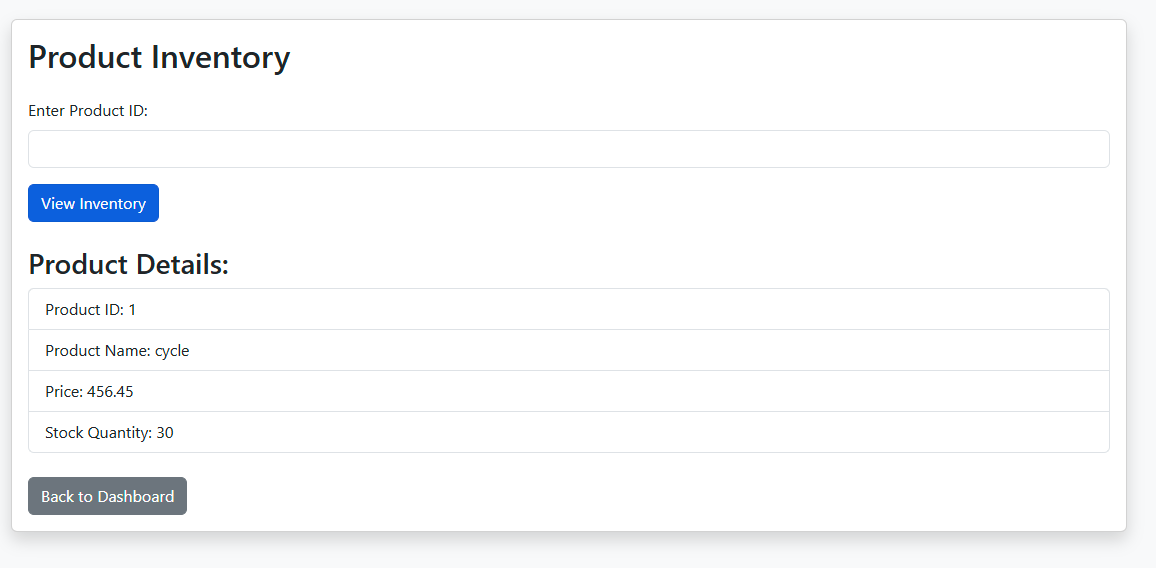 Product Inventory
Enter Product ID:
View Inventory
Product Details:
Product ID: 1
Product Name: cycle
Price: 456.45
Stock Quantity: 30
Back to Dashboard